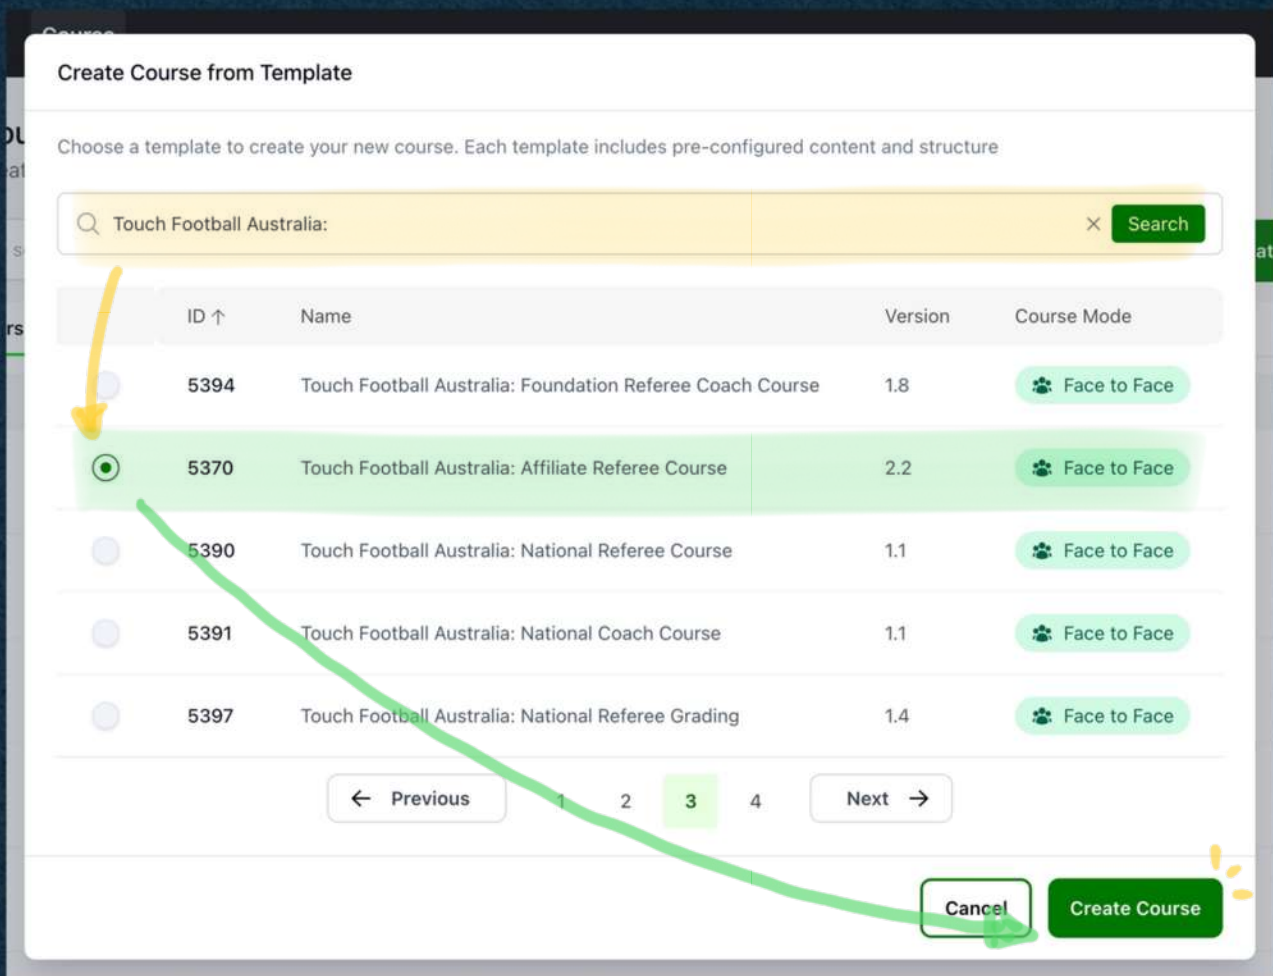 Course
Create Course from Template
Choose a template to create your new course. Each template includes pre-configured content and structure
Touch Football Australia:
Search
ID ↑ Name Version Course Mode
5394 Touch Football Australia: Foundation Referee Coach Course 1.8 Face to Face
5370 Touch Football Australia: Affiliate Referee Course 2.2 Face to Face
5390 Touch Football Australia: National Referee Course 1.1 Face to Face
5391 Touch Football Australia: National Coach Course 1.1 Face to Face
5397 Touch Football Australia: National Referee Grading 1.4 Face to Face
← Previous 1 2 3 4 Next →
Cancel Create Course